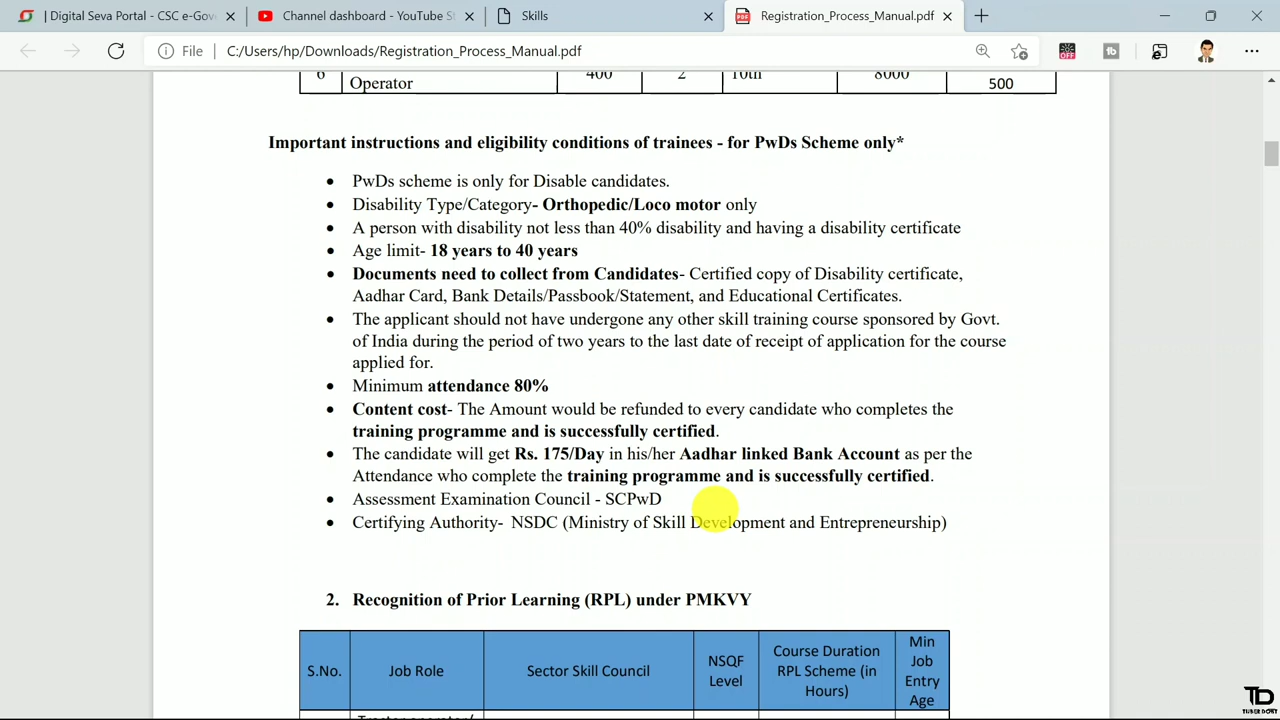 | Digital Seva Portal - CSC e-Gov
Channel dashboard - YouTube St
Skills
Registration_Process_Manual.pdf
File
C:/Users/hp/Downloads/Registration_Process_Manual.pdf
OFF
tb
6 Operator 400 2 10th 8000 500
Important instructions and eligibility conditions of trainees - for PwDs Scheme only*
• PwDs scheme is only for Disable candidates.
• Disability Type/Category- Orthopedic/Loco motor only
• A person with disability not less than 40% disability and having a disability certificate
• Age limit- 18 years to 40 years
• Documents need to collect from Candidates- Certified copy of Disability certificate,
Aadhar Card, Bank Details/Passbook/Statement, and Educational Certificates.
• The applicant should not have undergone any other skill training course sponsored by Govt.
of India during the period of two years to the last date of receipt of application for the course
applied for.
• Minimum attendance 80%
• Content cost- The Amount would be refunded to every candidate who completes the
training programme and is successfully certified.
• The candidate will get Rs. 175/Day in his/her Aadhar linked Bank Account as per the
Attendance who complete the training programme and is successfully certified.
• Assessment Examination Council - SCPwD
• Certifying Authority- NSDC (Ministry of Skill Development and Entrepreneurship)
2. Recognition of Prior Learning (RPL) under PMKVY
S.No.
Job Role
Sector Skill Council
NSQF
Level
Course Duration
RPL Scheme (in
Hours)
Min
Job
Entry
Age
Tractor operator/
TD